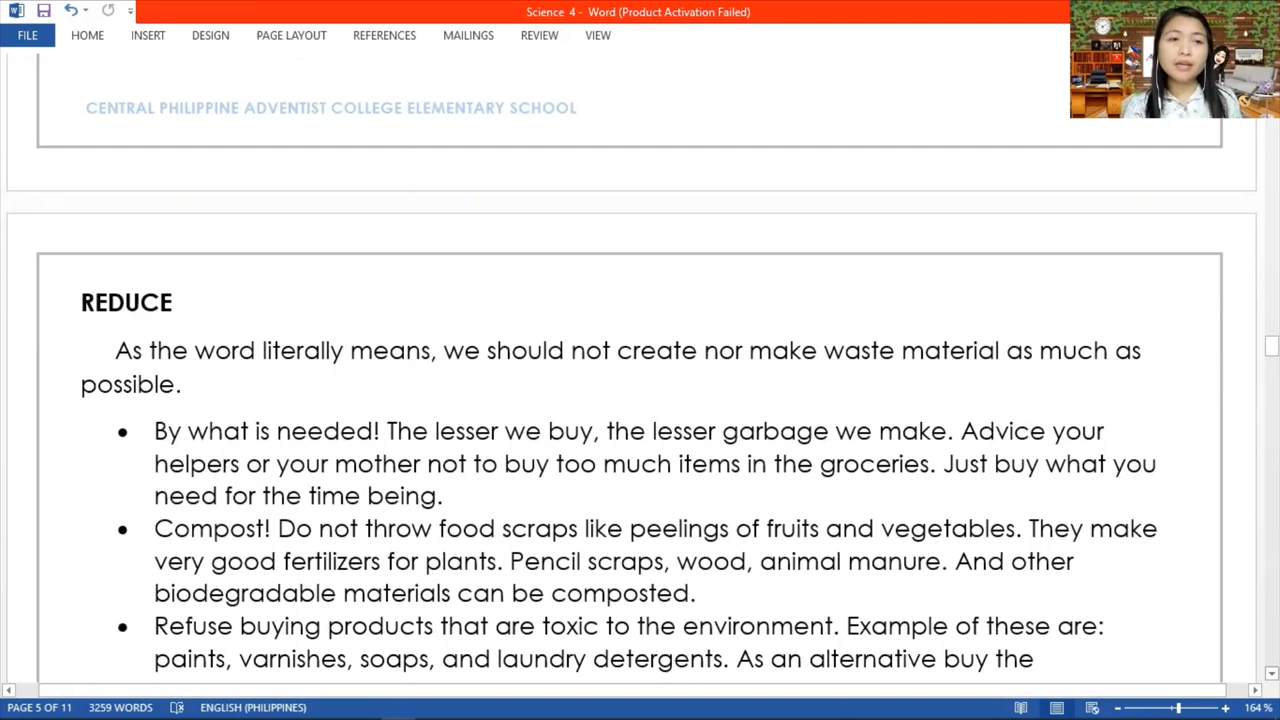 Science 4 - Word (Product Activation Failed)
FILE HOME INSERT DESIGN PAGE LAYOUT REFERENCES MAILINGS REVIEW VIEW
CENTRAL PHILIPPINE ADVENTIST COLLEGE ELEMENTARY SCHOOL
REDUCE
As the word literally means, we should not create nor make waste material as much as
possible.
• By what is needed! The lesser we buy, the lesser garbage we make. Advice your
helpers or your mother not to buy too much items in the groceries. Just buy what you
need for the time being.
• Compost! Do not throw food scraps like peelings of fruits and vegetables. They make
very good fertilizers for plants. Pencil scraps, wood, animal manure. And other
biodegradable materials can be composted.
• Refuse buying products that are toxic to the environment. Example of these are:
paints, varnishes, soaps, and laundry detergents. As an alternative buy the
PAGE 5 OF 11 3259 WORDS ENGLISH (PHILIPPINES) 164 %